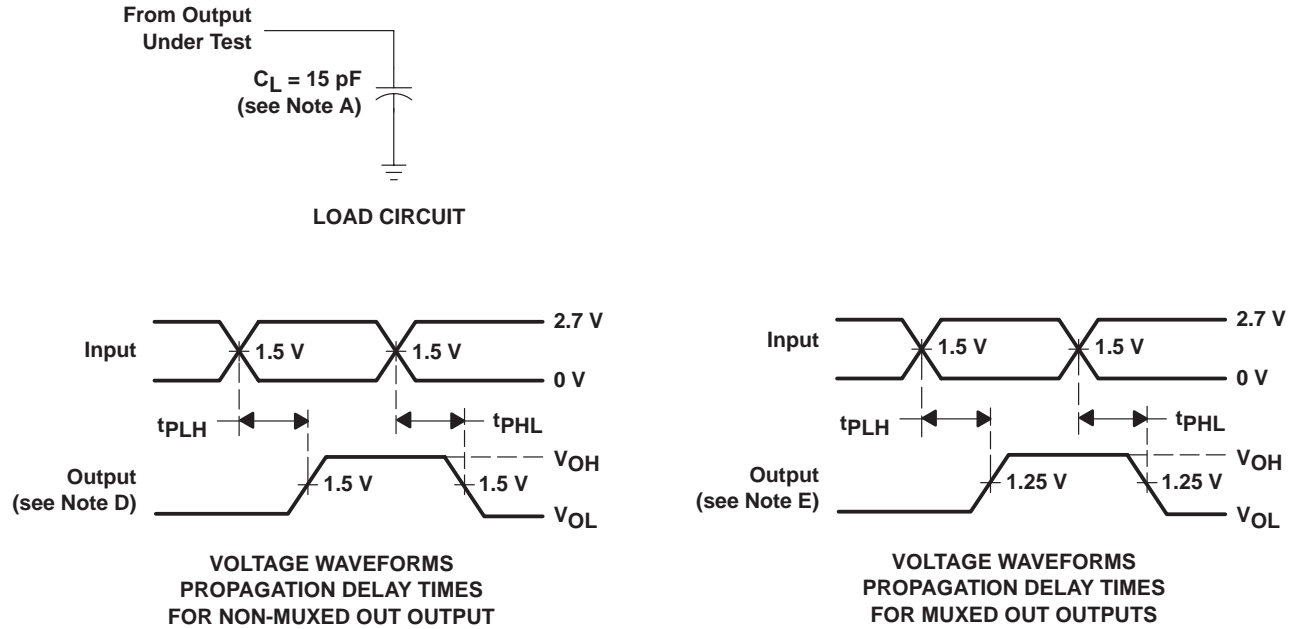 From Output
Under Test
CL = 15 pF
(see Note A)
LOAD CIRCUIT
Input
1.5 V
1.5 V
2.7 V
0 V
tPLH
tPHL
Output
(see Note D)
1.5 V
1.5 V
VOH
VOL
VOLTAGE WAVEFORMS
PROPAGATION DELAY TIMES
FOR NON-MUXED OUT OUTPUT
Input
1.5 V
1.5 V
2.7 V
0 V
tPLH
tPHL
Output
(see Note E)
1.25 V
1.25 V
VOH
VOL
VOLTAGE WAVEFORMS
PROPAGATION DELAY TIMES
FOR MUXED OUT OUTPUTS